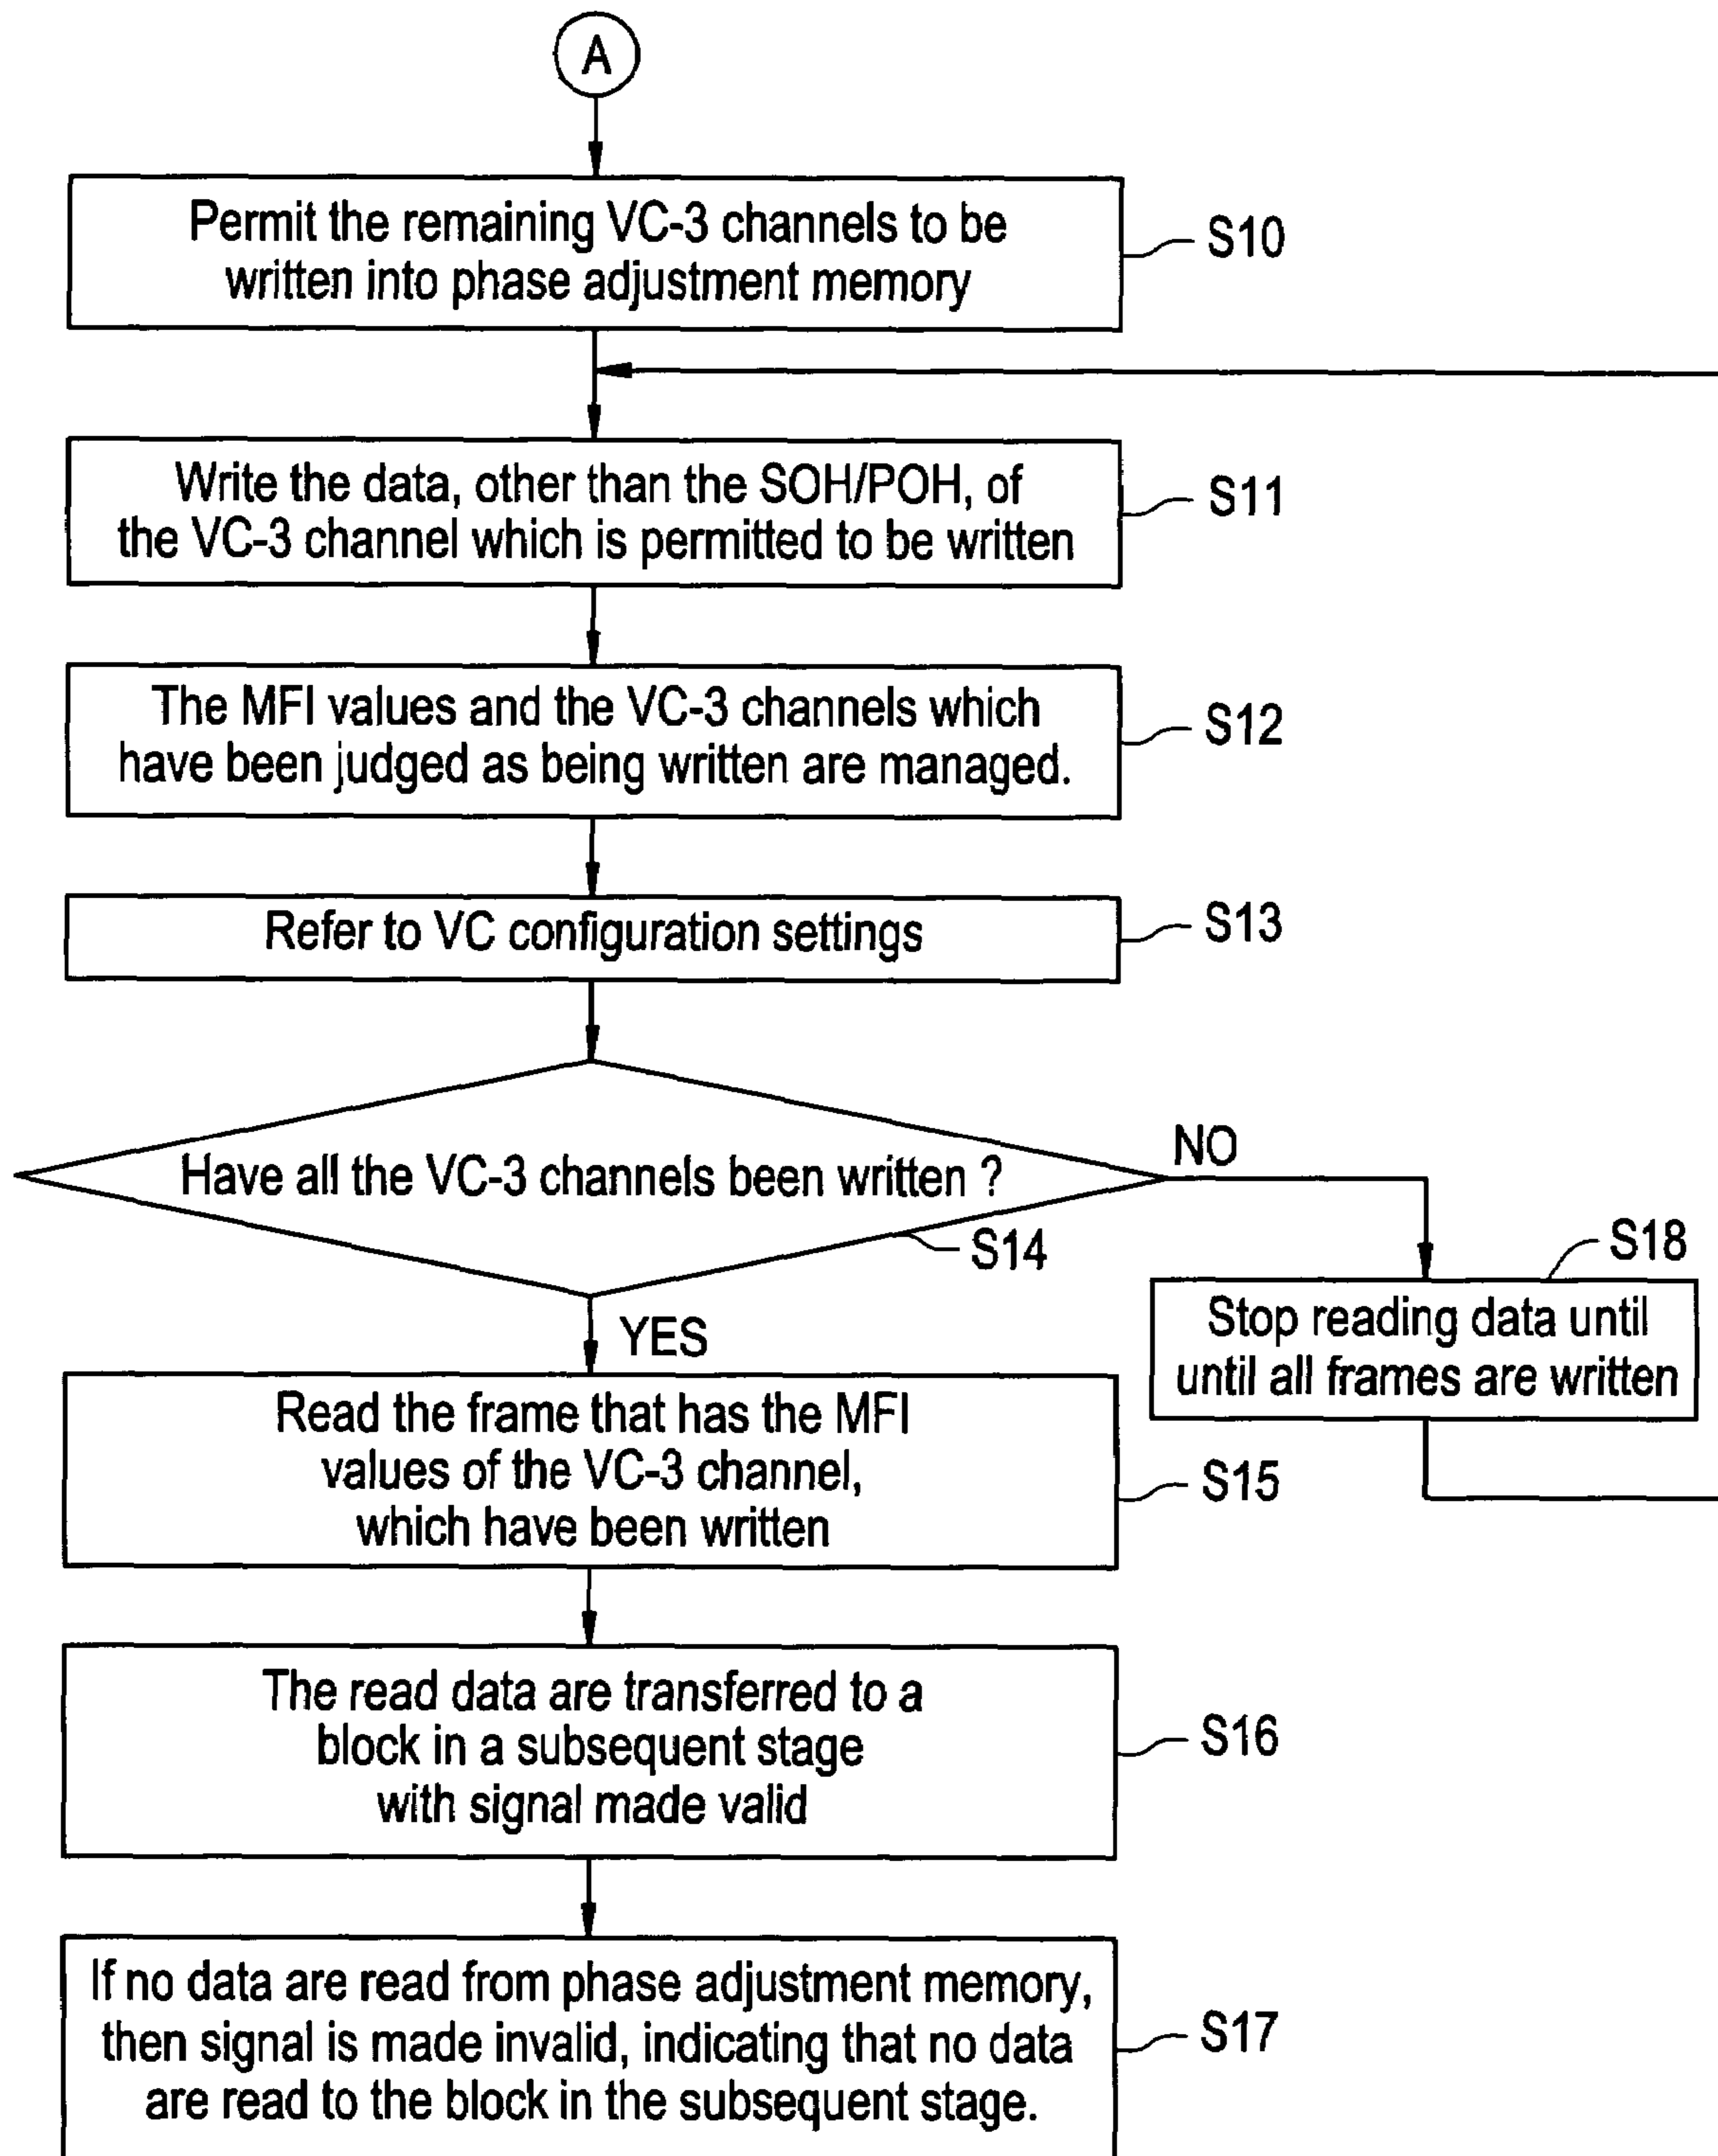 A
Permit the remaining VC-3 channels to be
written into phase adjustment memory
S10
Write the data, other than the SOH/POH, of
the VC-3 channel which is permitted to be written
S11
The MFI values and the VC-3 channels which
have been judged as being written are managed.
S12
Refer to VC configuration settings
S13
Have all the VC-3 channels been written ?
NO
S14
S18
Stop reading data until
until all frames are written
YES
Read the frame that has the MFI
values of the VC-3 channel,
which have been written
S15
The read data are transferred to a
block in a subsequent stage
with signal made valid
S16
If no data are read from phase adjustment memory,
then signal is made invalid, indicating that no data
are read to the block in the subsequent stage.
S17